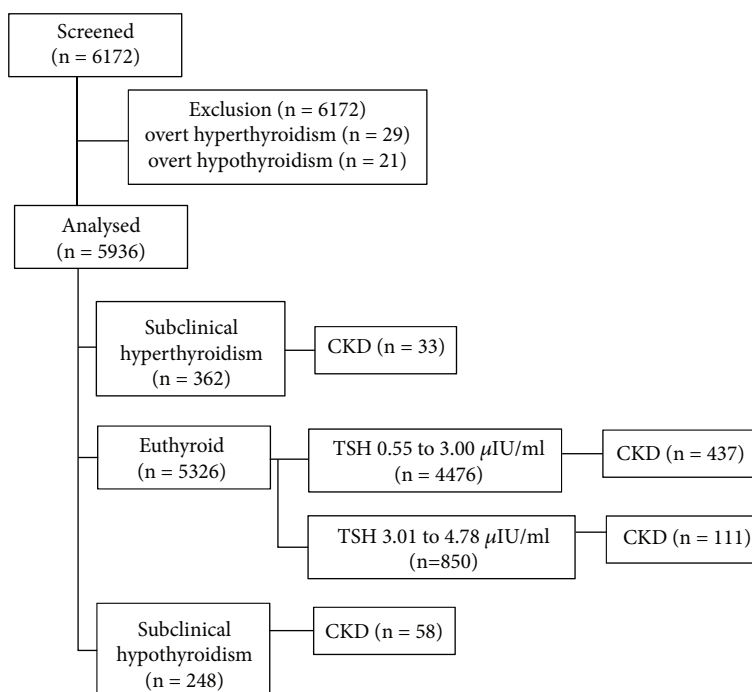 Screened
(n = 6172)
Exclusion (n = 6172)
overt hyperthyroidism (n = 29)
overt hypothyroidism (n = 21)
Analysed
(n = 5936)
Subclinical
hyperthyroidism
(n = 362)
CKD (n = 33)
Euthyroid
(n = 5326)
TSH 0.55 to 3.00 μIU/ml
(n = 4476)
CKD (n = 437)
TSH 3.01 to 4.78 μIU/ml
(n=850)
CKD (n = 111)
Subclinical
hypothyroidism
(n = 248)
CKD (n = 58)